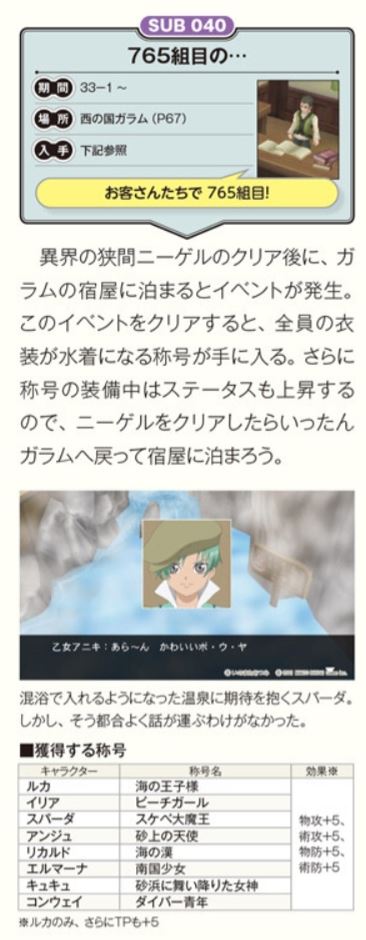 SUB 040
765組目の…
期間 33-1 ~
場所 西の国ガラム (P67)
入手 下記参照
お客さんたちで 765組目!
異界の狭間ニーゲルのクリア後に、ガ
ラムの宿屋に泊まるとイベントが発生。
このイベントをクリアすると、全員の衣
装が水着になる称号が手に入る。さらに
称号の装備中はステータスも上昇する
ので、ニーゲルをクリアしたらいったん
ガラムへ戻って宿屋に泊まろう。
乙女アニキ：あら〜ん　かわいいボ・ウ・ヤ
混浴で入れるようになった温泉に期待を抱くスパーダ。
しかし、そう都合よく話が運ぶわけがなかった。
■獲得する称号
キャラクター 称号名 効果※
ルカ 海の王子様
イリア ビーチガール
スパーダ スケベ大魔王
アンジュ 砂上の天使
リカルド 海の漢
エルマーナ 南国少女
キュキュ 砂浜に舞い降りた女神
コンウェイ ダイバー青年
物攻+5、
術攻+5、
物防+5、
術防+5
※ルカのみ、さらにTPも+5